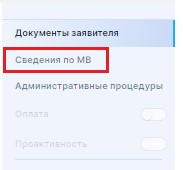 Документы заявителя
Сведения по МВ
Административные процедуры
Оплата
Проактивность